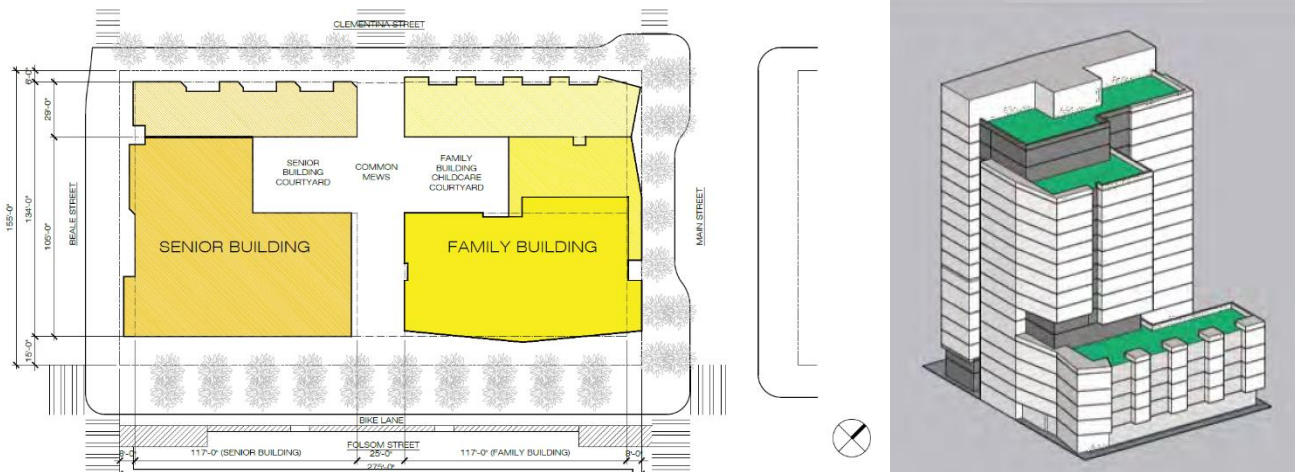 CLEMENTINA STREET
6'-0"
29'-0"
155'-0"
134'-0"
105'-0"
15'-0"
BEALE STREET
SENIOR
BUILDING
COURTYARD
COMMON
MEWS
FAMILY
BUILDING
CHILDCARE
COURTYARD
MAIN STREET
SENIOR BUILDING
FAMILY BUILDING
BIKE LANE
FOLSOM STREET
8'-0"
117'-0" (SENIOR BUILDING)
25'-0"
117'-0" (FAMILY BUILDING)
8'-0"
275'-0"